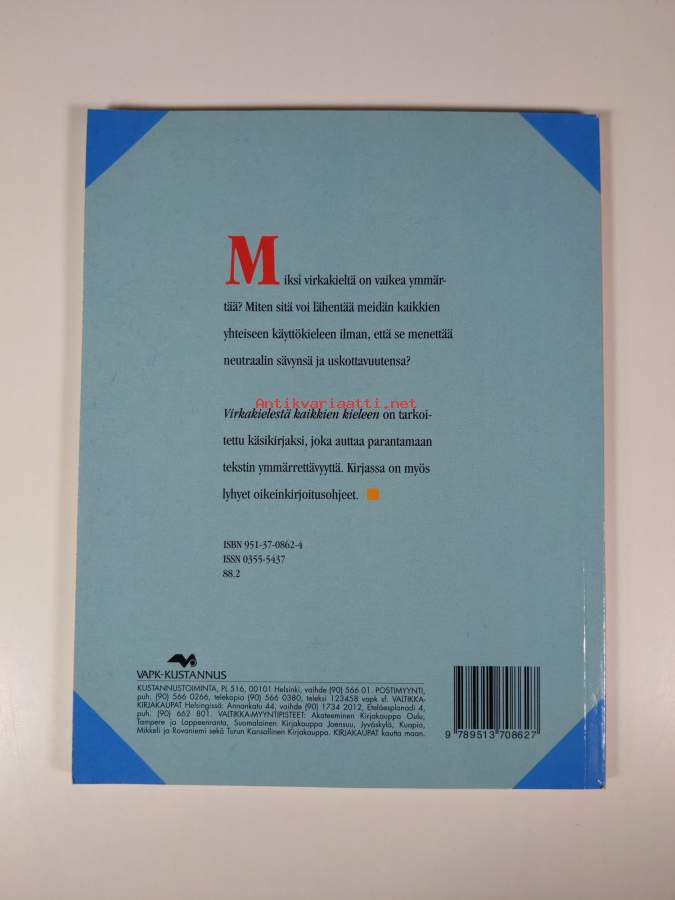 Miksi virkakieltä on vaikea ymmär-
tää? Miten sitä voi lähentää meidän kaikkien
yhteiseen käyttökieleen ilman, että se menettää
neutraalin sävynsä ja uskottavuutensa?
Antikvariaatti.net
Virkakielestä kaikkien kieleen on tarkoi-
tettu käsikirjaksi, joka auttaa parantamaan
tekstin ymmärrettävyyttä. Kirjassa on myös
lyhyet oikeinkirjoitusohjeet.
ISBN 951-37-0862-4
ISSN 0355-5437
88.2
VAPK-KUSTANNUS
KUSTANNUSTOIMINTA, PL 516, 00101 Helsinki, vaihde (90) 566 01. POSTIMYYNTI,
puh. (90) 566 0266, telekopio (90) 566 0380, teleksi 123458 vapk sf. VALTIKKA-
KIRJAKAUPAT Helsingissä: Annankatu 44, vaihde (90) 1734 2012, Eteläesplanadi 4,
puh. (90) 662 801. VALTIKKA-MYYNTIPISTEET: Akateeminen Kirjakauppa Oulu,
Tampere ja Lappeenranta, Suomalainen Kirjakauppa Joensuu, Jyväskylä, Kuopio,
Mikkeli ja Rovaniemi sekä Turun Kansallinen Kirjakauppa. KIRJAKAUPAT kautta maan.
9 789513 708627